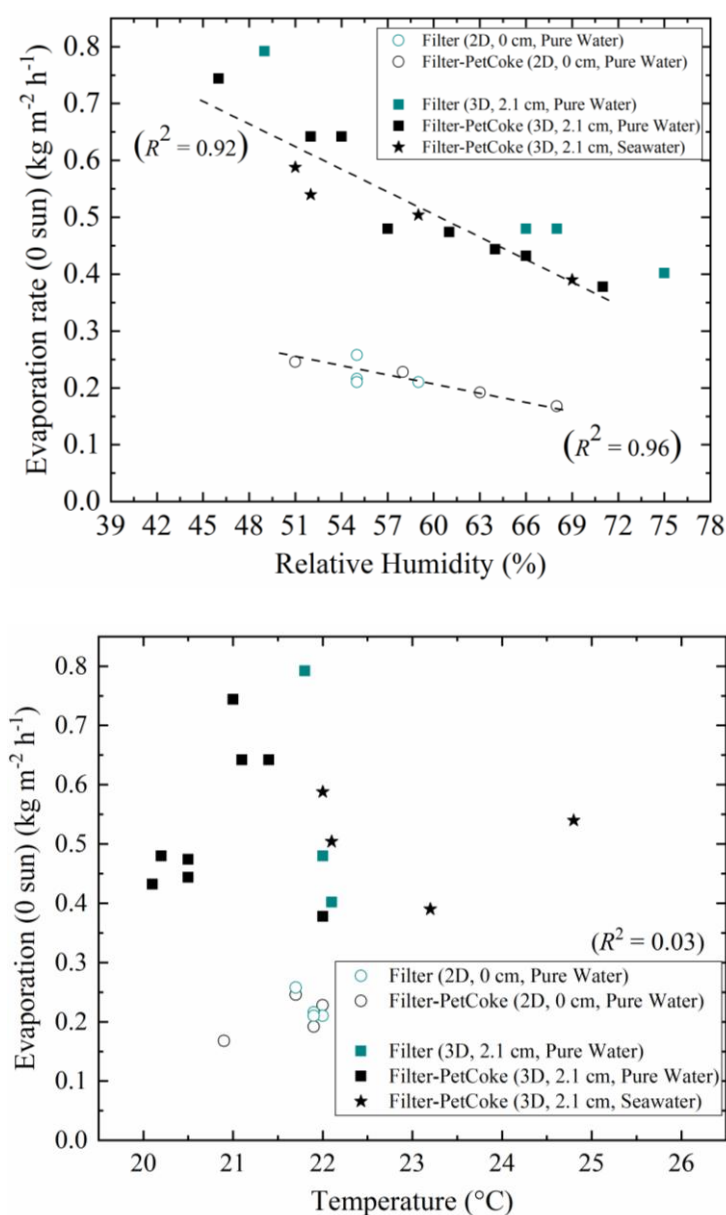 Evaporation rate (0 sun) (kg m⁻² h⁻¹)
0.8
0.7
0.6
0.5
0.4
0.3
0.2
0.1
0.0
Filter (2D, 0 cm, Pure Water)
Filter-PetCoke (2D, 0 cm, Pure Water)
Filter (3D, 2.1 cm, Pure Water)
Filter-PetCoke (3D, 2.1 cm, Pure Water)
Filter-PetCoke (3D, 2.1 cm, Seawater)
(R² = 0.92)
(R² = 0.96)
39 42 45 48 51 54 57 60 63 66 69 72 75 78
Relative Humidity (%)
Evaporation (0 sun) (kg m⁻² h⁻¹)
0.8
0.7
0.6
0.5
0.4
0.3
0.2
0.1
0.0
(R² = 0.03)
Filter (2D, 0 cm, Pure Water)
Filter-PetCoke (2D, 0 cm, Pure Water)
Filter (3D, 2.1 cm, Pure Water)
Filter-PetCoke (3D, 2.1 cm, Pure Water)
Filter-PetCoke (3D, 2.1 cm, Seawater)
20 21 22 23 24 25 26
Temperature (°C)